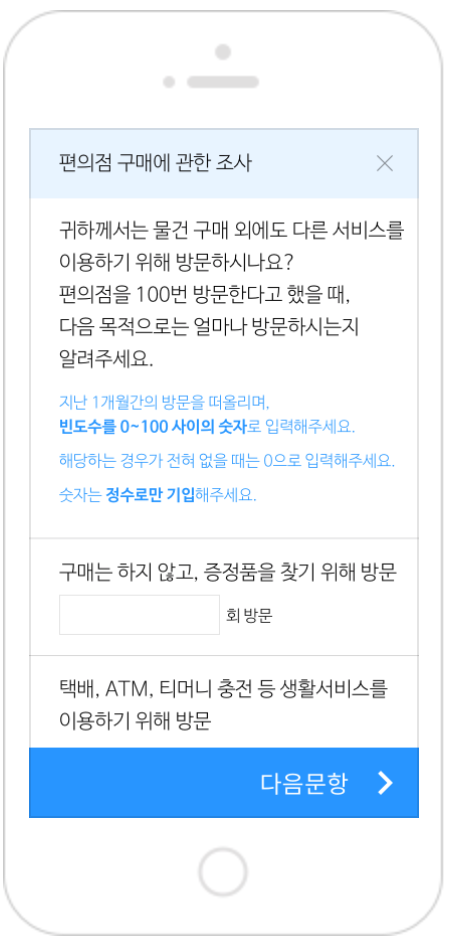 편의점 구매에 관한 조사
귀하께서는 물건 구매 외에도 다른 서비스를
이용하기 위해 방문하시나요?
편의점을 100번 방문한다고 했을 때,
다음 목적으로는 얼마나 방문하시는지
알려주세요.
지난 1개월간의 방문을 떠올리며,
빈도수를 0~100 사이의 숫자로 입력해주세요.
해당하는 경우가 전혀 없을 때는 0으로 입력해주세요.
숫자는 정수로만 기입해주세요.
구매는 하지 않고, 증정품을 찾기 위해 방문
회 방문
택배, ATM, 티머니 충전 등 생활서비스를
이용하기 위해 방문
다음문항